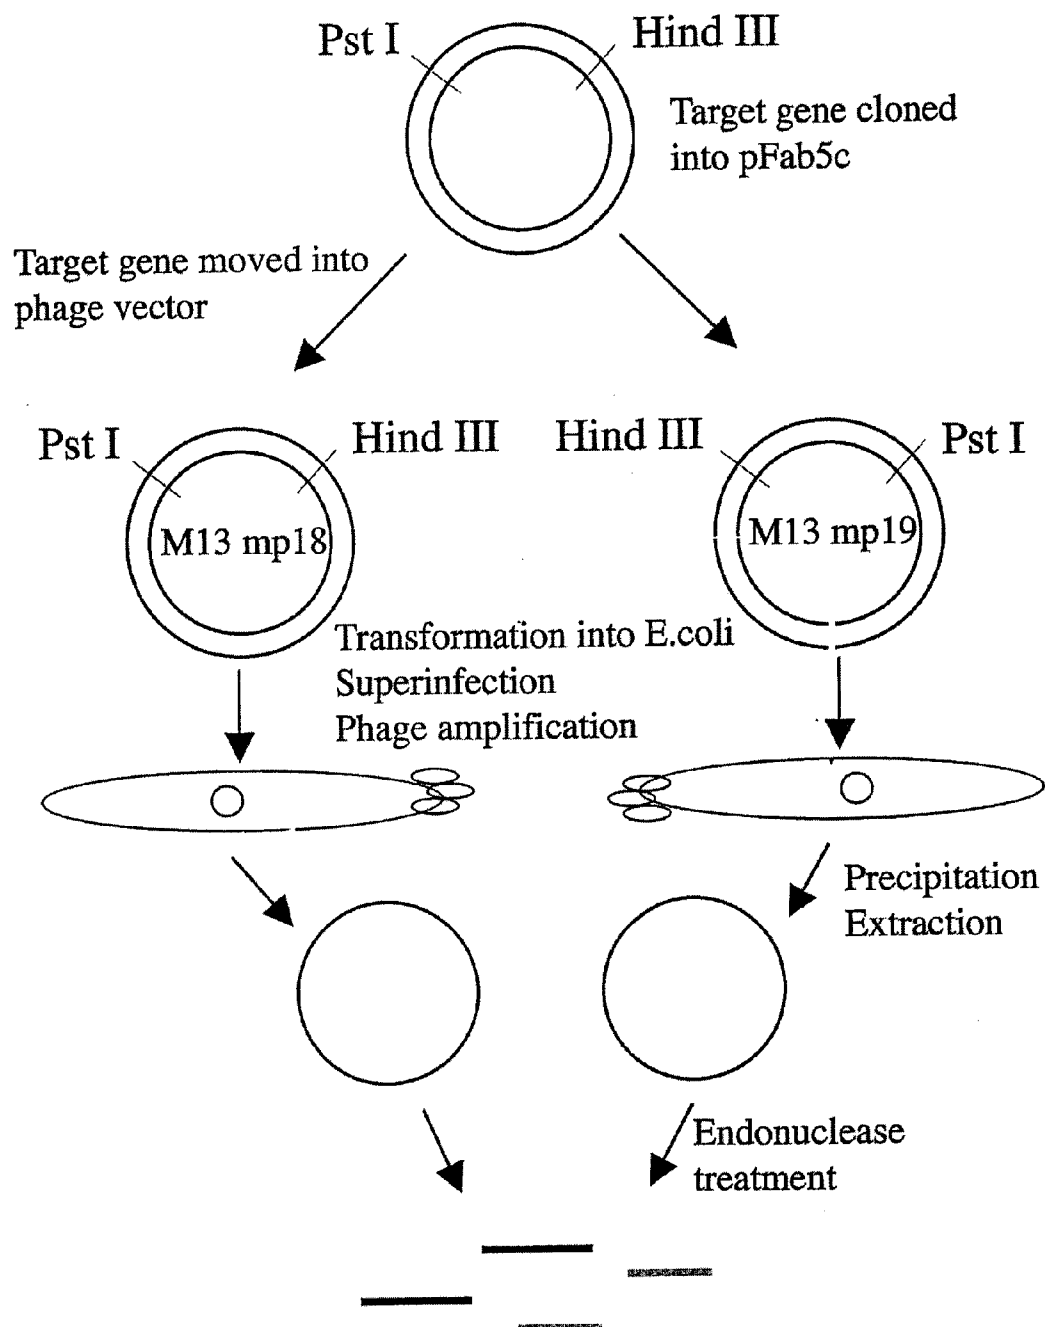 Pst I
Hind III
Target gene cloned
into pFab5c
Target gene moved into
phage vector
Pst I
Hind III
Hind III
Pst I
M13 mp18
M13 mp19
Transformation into E.coli
Superinfection
Phage amplification
Precipitation
Extraction
Endonuclease
treatment